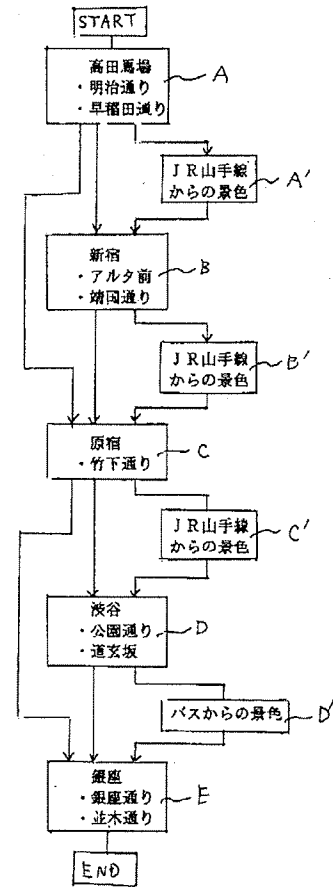 START
高田馬場
・明治通り
・早稲田通り
A
JR山手線
からの景色
A'
新宿
・アルタ前
・靖国通り
B
JR山手線
からの景色
B'
原宿
・竹下通り
C
JR山手線
からの景色
C'
渋谷
・公園通り
・道玄坂
D
バスからの景色
D'
銀座
・銀座通り
・並木通り
E
END